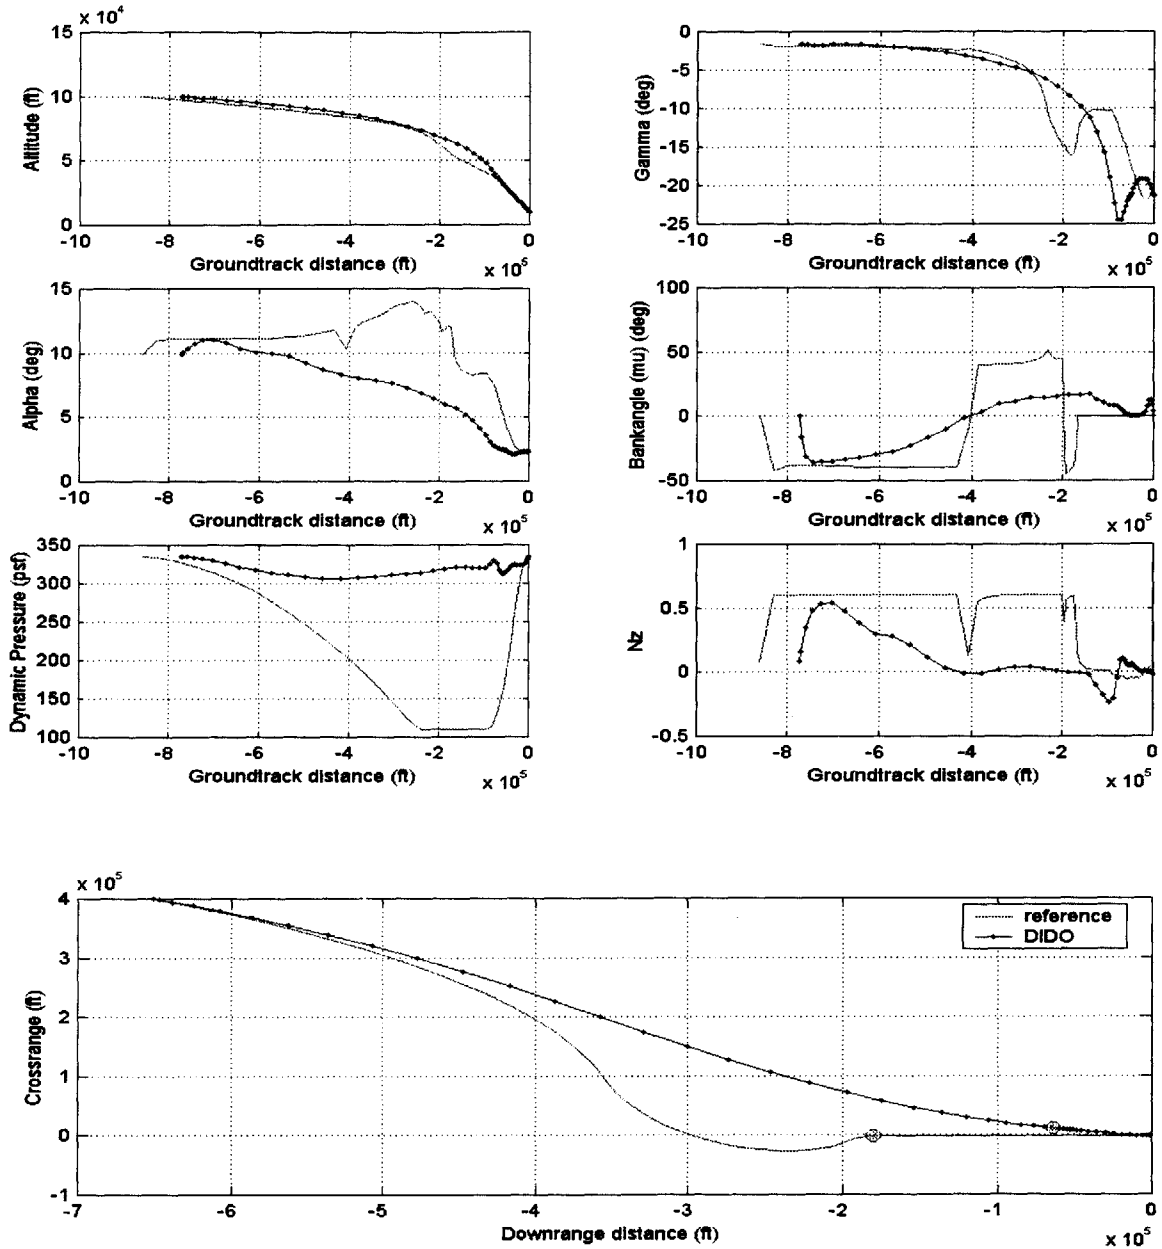 x 10^4
15
10
5
0
Altitude (ft)
-10 -8 -6 -4 -2 0
Groundtrack distance (ft)
x 10^5
0
-5
-10
-15
-20
-25
Gamma (deg)
-10 -8 -6 -4 -2 0
Groundtrack distance (ft)
x 10^5
15
10
5
0
Alpha (deg)
-10 -8 -6 -4 -2 0
Groundtrack distance (ft)
x 10^5
100
50
0
-50
Bankangle (mu) (deg)
-10 -8 -6 -4 -2 0
Groundtrack distance (ft)
x 10^5
350
300
250
200
150
100
Dynamic Pressure (psf)
-10 -8 -6 -4 -2 0
Groundtrack distance (ft)
x 10^5
1
0.5
0
-0.5
Nz
-10 -8 -6 -4 -2 0
Groundtrack distance (ft)
x 10^5
x 10^5
4
3
2
1
0
-1
Crossrange (ft)
reference
DIDO
-7 -6 -5 -4 -3 -2 -1 0
Downrange distance (ft)
x 10^5